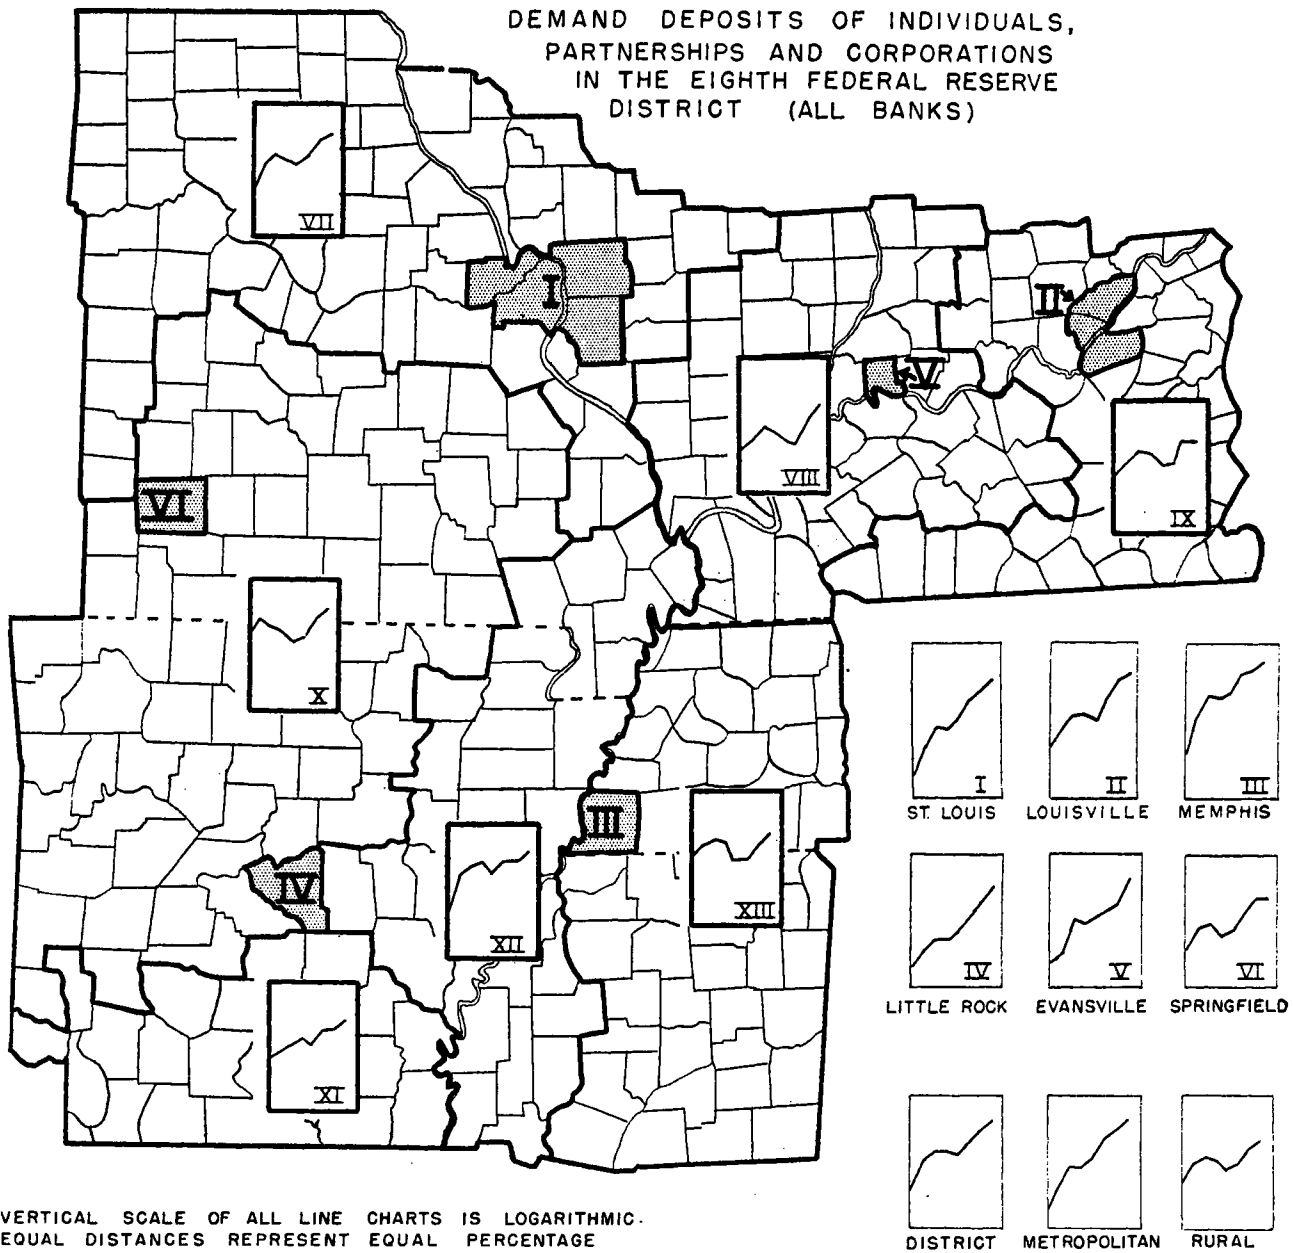 DEMAND DEPOSITS OF INDIVIDUALS,
PARTNERSHIPS AND CORPORATIONS
IN THE EIGHTH FEDERAL RESERVE
DISTRICT (ALL BANKS)
VII
I
II
V
VIII
IX
VI
X
III
IV
XII
XIII
XI
I
II
III
ST. LOUIS LOUISVILLE MEMPHIS
IV
V
VI
LITTLE ROCK EVANSVILLE SPRINGFIELD
DISTRICT METROPOLITAN RURAL
VERTICAL SCALE OF ALL LINE CHARTS IS LOGARITHMIC.
EQUAL DISTANCES REPRESENT EQUAL PERCENTAGE